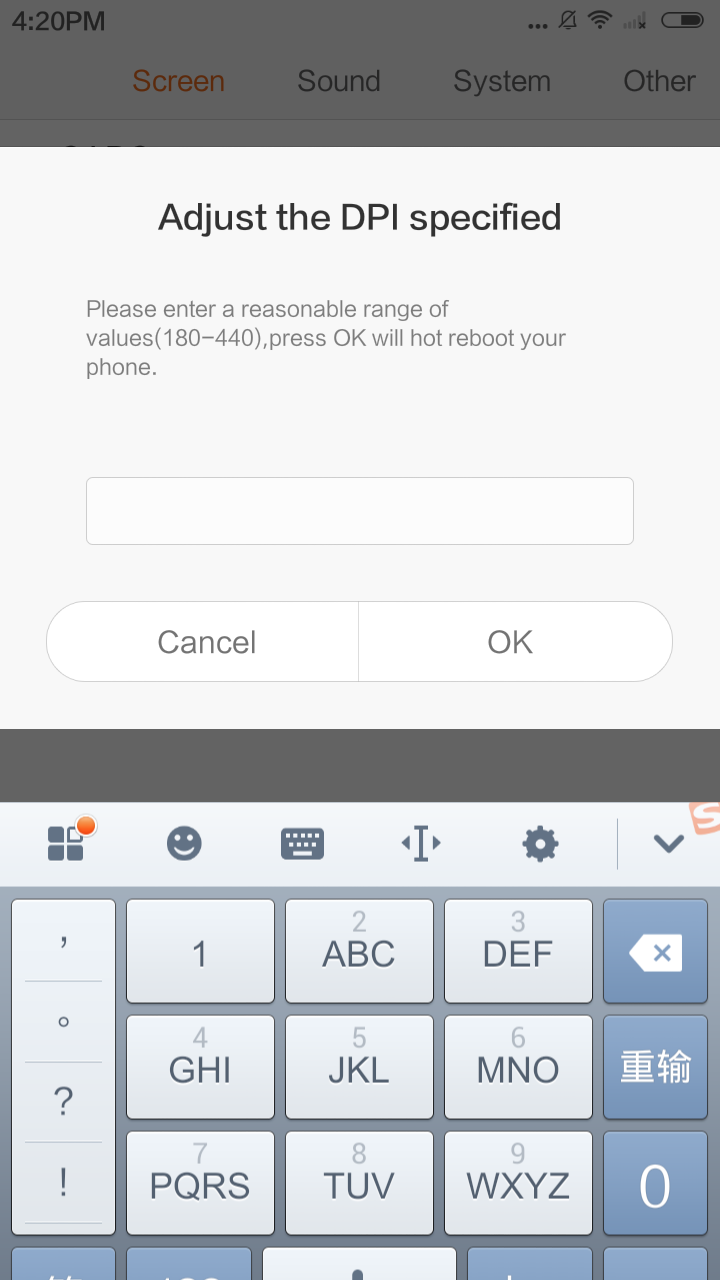 4:20PM
Screen Sound System Other
Adjust the DPI specified
Please enter a reasonable range of
values(180-440),press OK will hot reboot your
phone.
Cancel OK
, 1 2 ABC 3 DEF
。 4 GHI 5 JKL 6 MNO 重输
?
! 7 PQRS 8 TUV 9 WXYZ 0